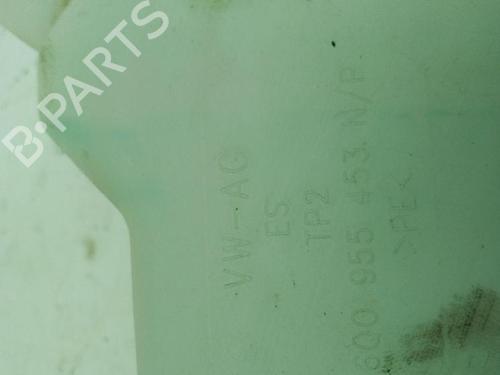 B-PARTS
VW-AG
ES
TP2
6Q0 955 453 N/P
>PE<